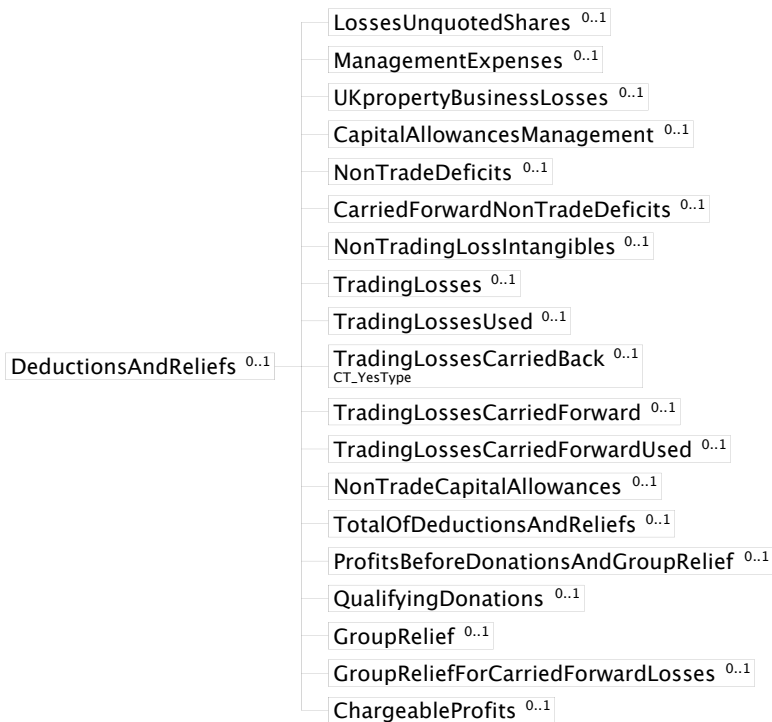 LossesUnquotedShares 0..1
ManagementExpenses 0..1
UKpropertyBusinessLosses 0..1
CapitalAllowancesManagement 0..1
NonTradeDeficits 0..1
CarriedForwardNonTradeDeficits 0..1
NonTradingLossIntangibles 0..1
TradingLosses 0..1
TradingLossesUsed 0..1
DeductionsAndReliefs 0..1
TradingLossesCarriedBack 0..1
CT_YesType
TradingLossesCarriedForward 0..1
TradingLossesCarriedForwardUsed 0..1
NonTradeCapitalAllowances 0..1
TotalOfDeductionsAndReliefs 0..1
ProfitsBeforeDonationsAndGroupRelief 0..1
QualifyingDonations 0..1
GroupRelief 0..1
GroupReliefForCarriedForwardLosses 0..1
ChargeableProfits 0..1